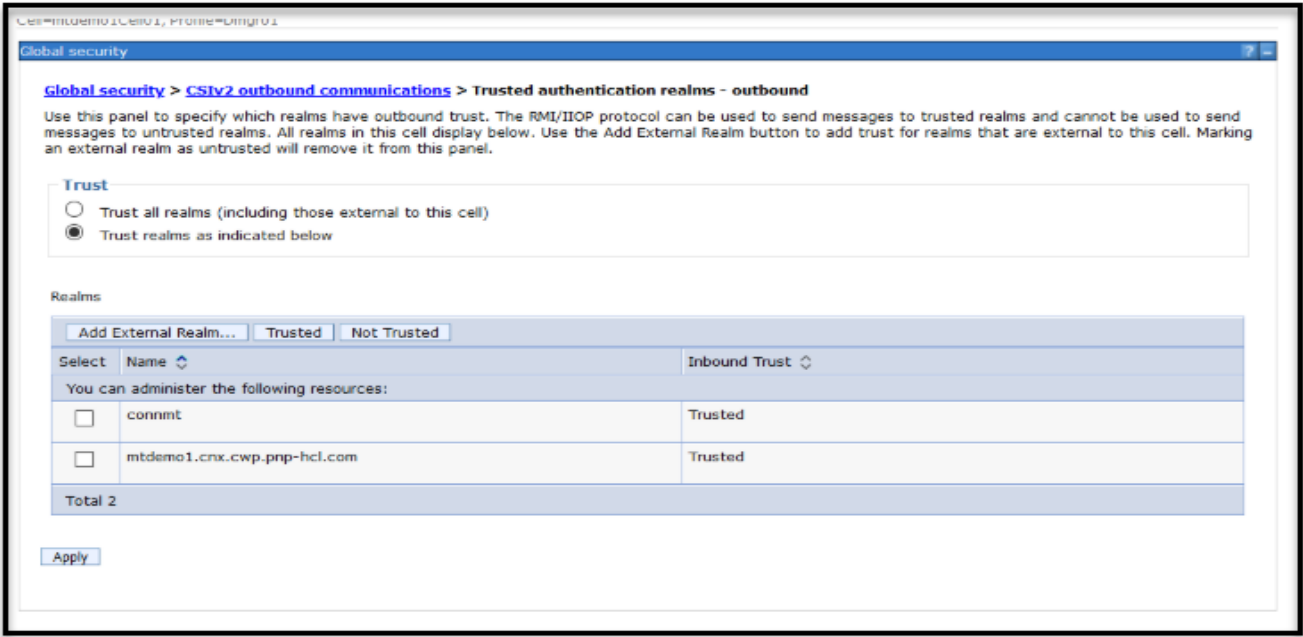 Cell=mtdemo1Cell01, Profile=Dmgr01
Global security ? –
Global security > CSIv2 outbound communications > Trusted authentication realms - outbound
Use this panel to specify which realms have outbound trust. The RMI/IIOP protocol can be used to send messages to trusted realms and cannot be used to send
messages to untrusted realms. All realms in this cell display below. Use the Add External Realm button to add trust for realms that are external to this cell. Marking
an external realm as untrusted will remove it from this panel.
Trust
Trust all realms (including those external to this cell)
Trust realms as indicated below
Realms
Add External Realm... Trusted Not Trusted
Select Name Inbound Trust
You can administer the following resources:
connmt Trusted
mtdemo1.cnx.cwp.pnp-hcl.com Trusted
Total 2
Apply